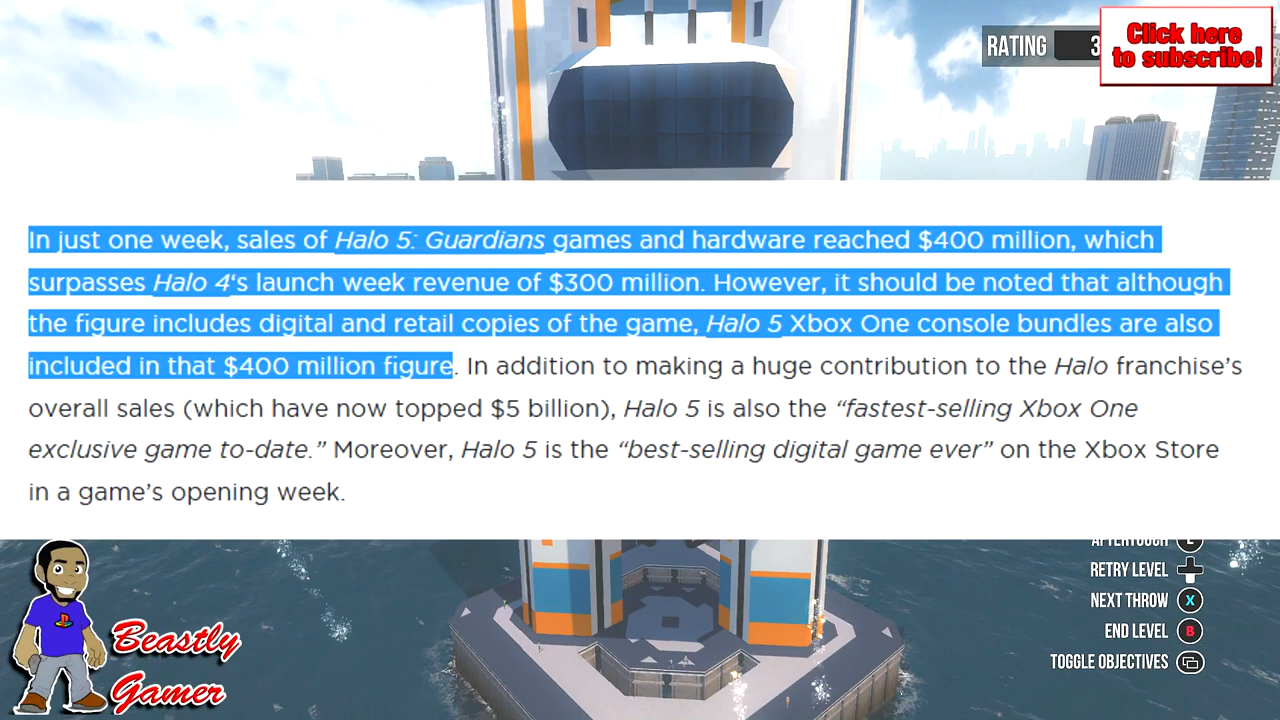 RATING 3
Click here
to subscribe!
In just one week, sales of Halo 5: Guardians games and hardware reached $400 million, which
surpasses Halo 4‘s launch week revenue of $300 million. However, it should be noted that although
the figure includes digital and retail copies of the game, Halo 5 Xbox One console bundles are also
included in that $400 million figure. In addition to making a huge contribution to the Halo franchise’s
overall sales (which have now topped $5 billion), Halo 5 is also the “fastest-selling Xbox One
exclusive game to-date.” Moreover, Halo 5 is the “best-selling digital game ever” on the Xbox Store
in a game’s opening week.
AFTERTOUCH L
RETRY LEVEL
NEXT THROW X
END LEVEL B
TOGGLE OBJECTIVES
Beastly
Gamer